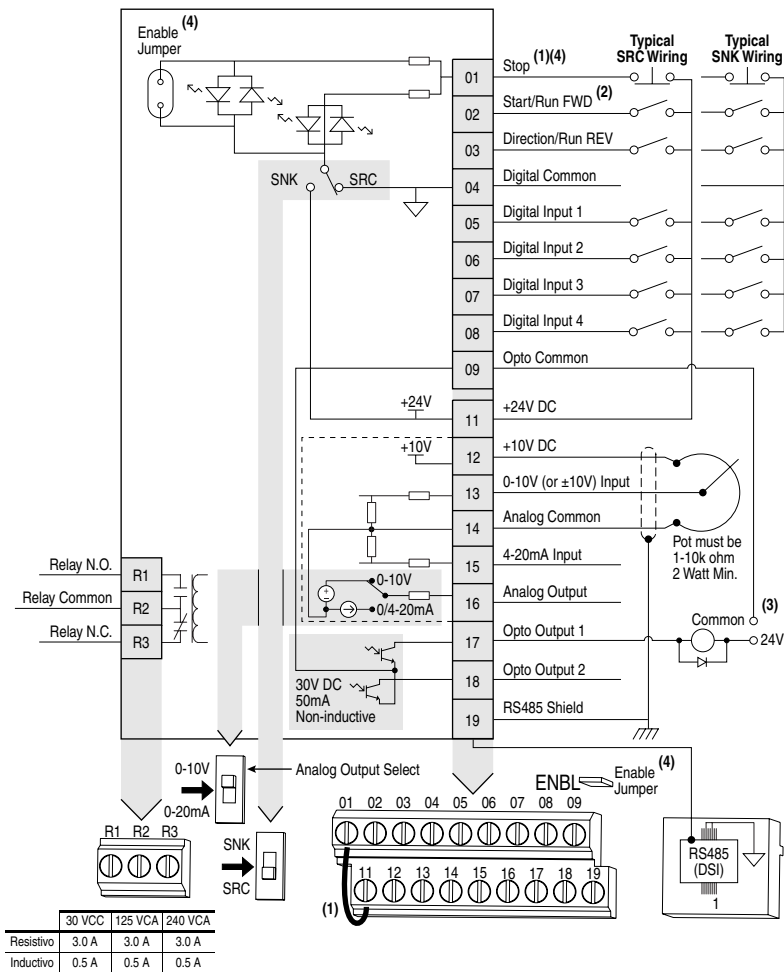 Enable (4)
Jumper
Typical
SRC Wiring
Typical
SNK Wiring
01 Stop (1)(4)
02 Start/Run FWD (2)
03 Direction/Run REV
SNK SRC 04 Digital Common
05 Digital Input 1
06 Digital Input 2
07 Digital Input 3
08 Digital Input 4
09 Opto Common
+24V 11 +24V DC
+10V 12 +10V DC
13 0-10V (or ±10V) Input
14 Analog Common
Pot must be
1-10k ohm
2 Watt Min.
15 4-20mA Input
0-10V
0/4-20mA
16 Analog Output
Relay N.O. R1
Relay Common R2
Relay N.C. R3
+
17 Opto Output 1
Common (3)
24V
18 Opto Output 2
30V DC
50mA
Non-inductive
19 RS485 Shield
0-10V
0-20mA
Analog Output Select
ENBL Enable (4)
Jumper
R1 R2 R3
SNK
SRC
01 02 03 04 05 06 07 08 09
11 12 13 14 15 16 17 18 19
(1)
RS485
(DSI)
1
30 VCC 125 VCA 240 VCA
Resistivo 3.0 A 3.0 A 3.0 A
Inductivo 0.5 A 0.5 A 0.5 A